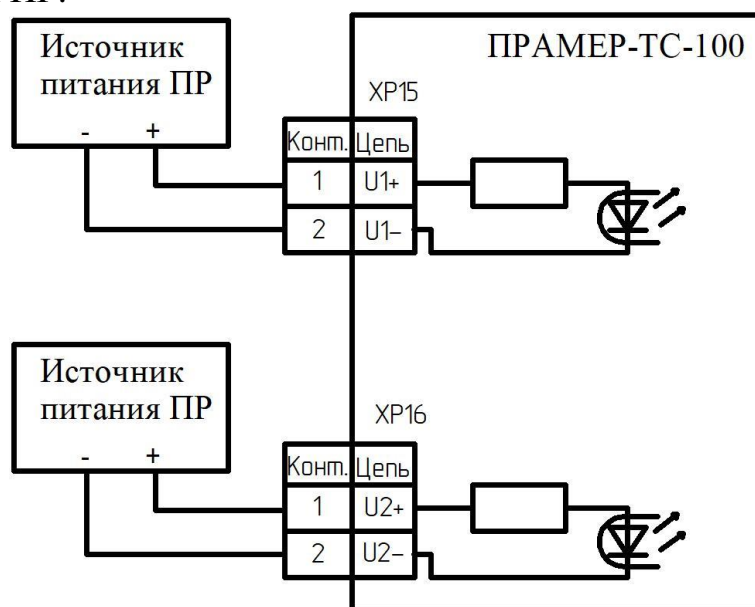 Источник
питания ПР
- +
ПРАМЕР-ТС-100
XP15
Конт. Цепь
1 U1+
2 U1–
Источник
питания ПР
- +
XP16
Конт. Цепь
1 U2+
2 U2–